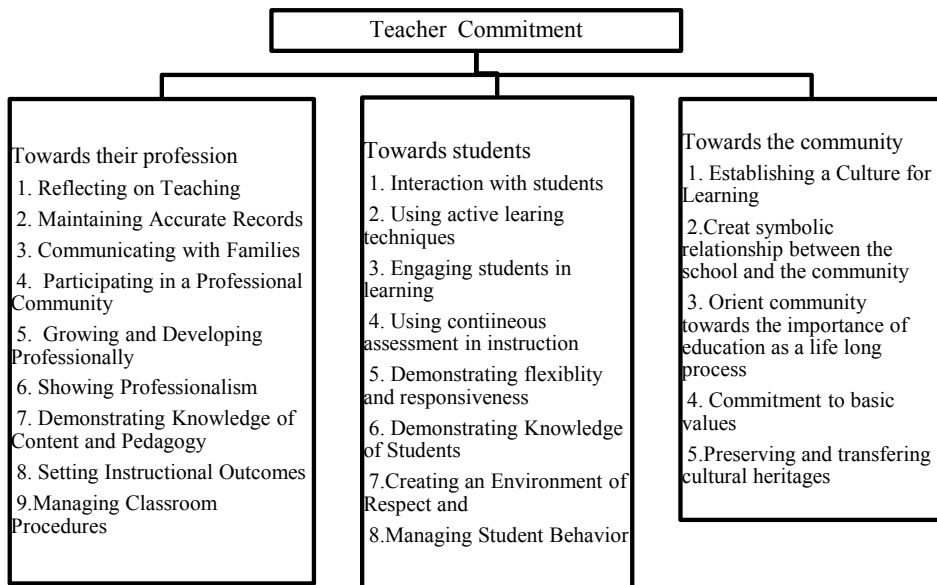 Teacher Commitment
Towards their profession
1. Reflecting on Teaching
2. Maintaining Accurate Records
3. Communicating with Families
4. Participating in a Professional
Community
5. Growing and Developing
Professionally
6. Showing Professionalism
7. Demonstrating Knowledge of
Content and Pedagogy
8. Setting Instructional Outcomes
9.Managing Classroom
Procedures
Towards students
1. Interaction with students
2. Using active learing
techniques
3. Engaging students in
learning
4. Using contiineous
assessment in instruction
5. Demonstrating flexiblity
and responsiveness
6. Demonstrating Knowledge
of Students
7.Creating an Environment of
Respect and
8.Managing Student Behavior
Towards the community
1. Establishing a Culture for
Learning
2.Creat symbolic
relationship between the
school and the community
3. Orient community
towards the importance of
education as a life long
process
4. Commitment to basic
values
5.Preserving and transfering
cultural heritages